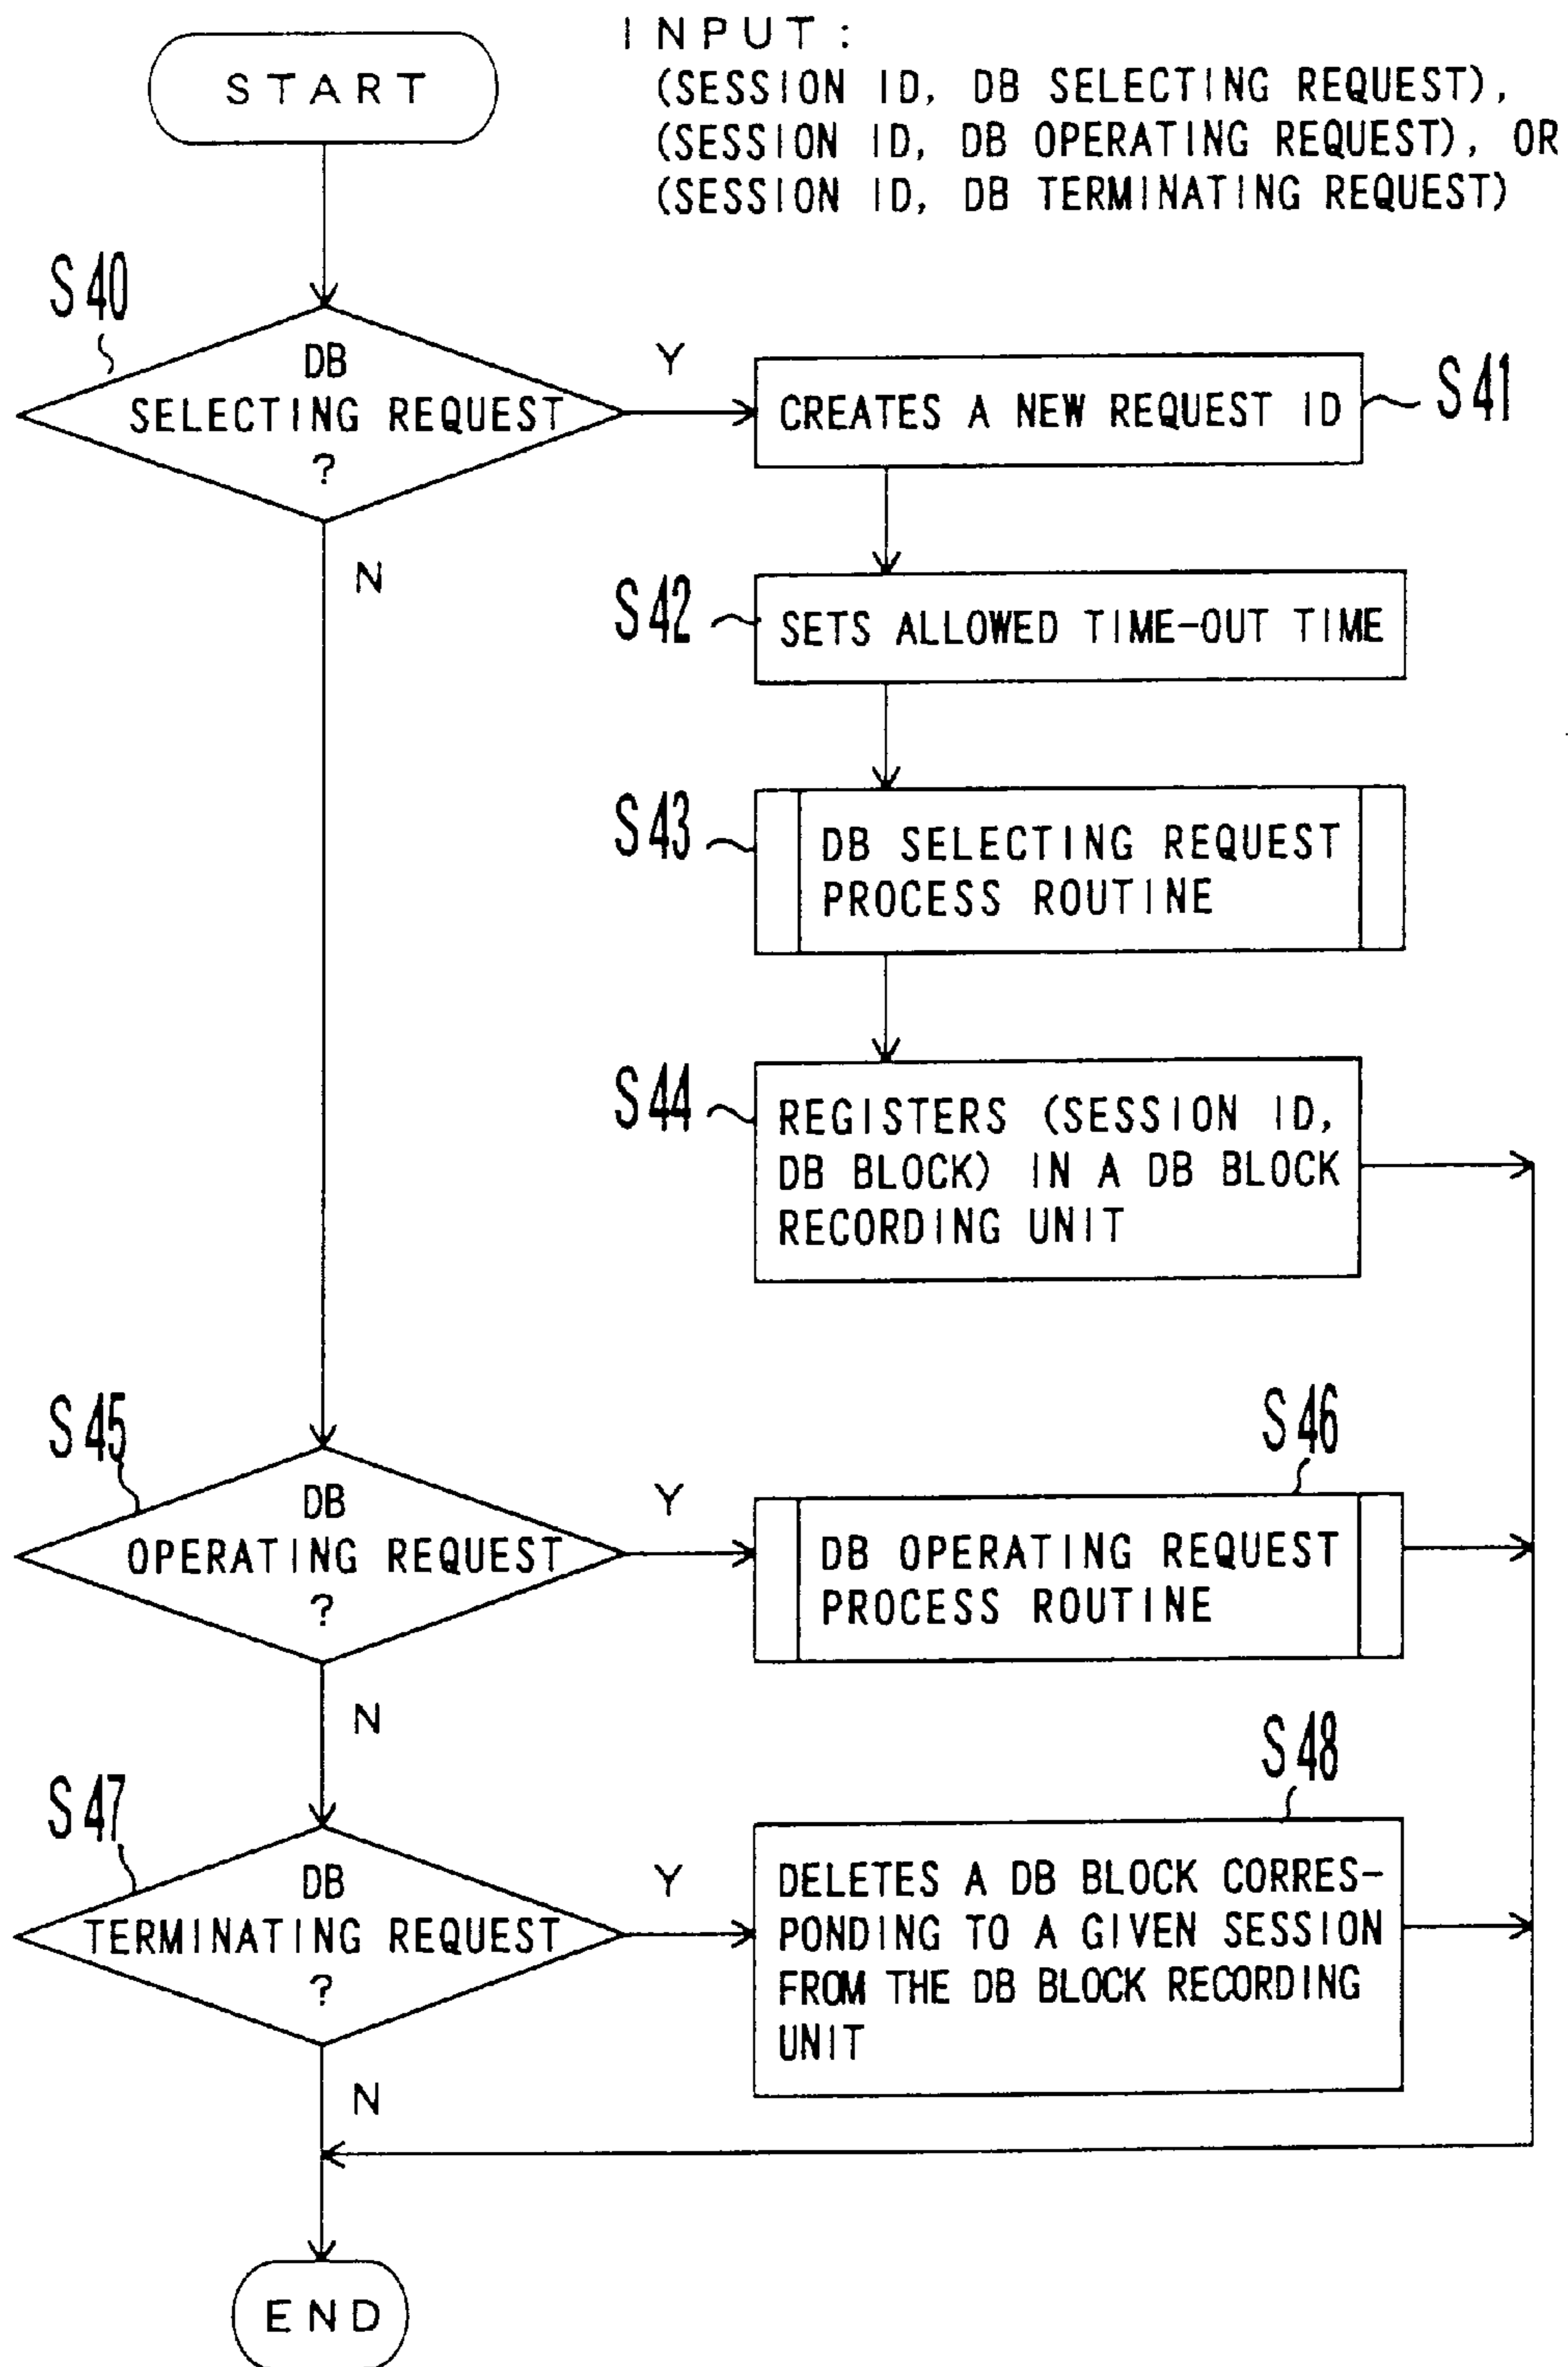 START
INPUT:
(SESSION ID, DB SELECTING REQUEST),
(SESSION ID, DB OPERATING REQUEST), OR
(SESSION ID, DB TERMINATING REQUEST)
S40
DB
SELECTING REQUEST
?
Y
N
CREATES A NEW REQUEST ID
S41
S42
SETS ALLOWED TIME-OUT TIME
S43
DB SELECTING REQUEST
PROCESS ROUTINE
S44
REGISTERS (SESSION ID,
DB BLOCK) IN A DB BLOCK
RECORDING UNIT
S45
DB
OPERATING REQUEST
?
Y
N
S46
DB OPERATING REQUEST
PROCESS ROUTINE
S47
DB
TERMINATING REQUEST
?
Y
N
S48
DELETES A DB BLOCK CORRES-
PONDING TO A GIVEN SESSION
FROM THE DB BLOCK RECORDING
UNIT
END